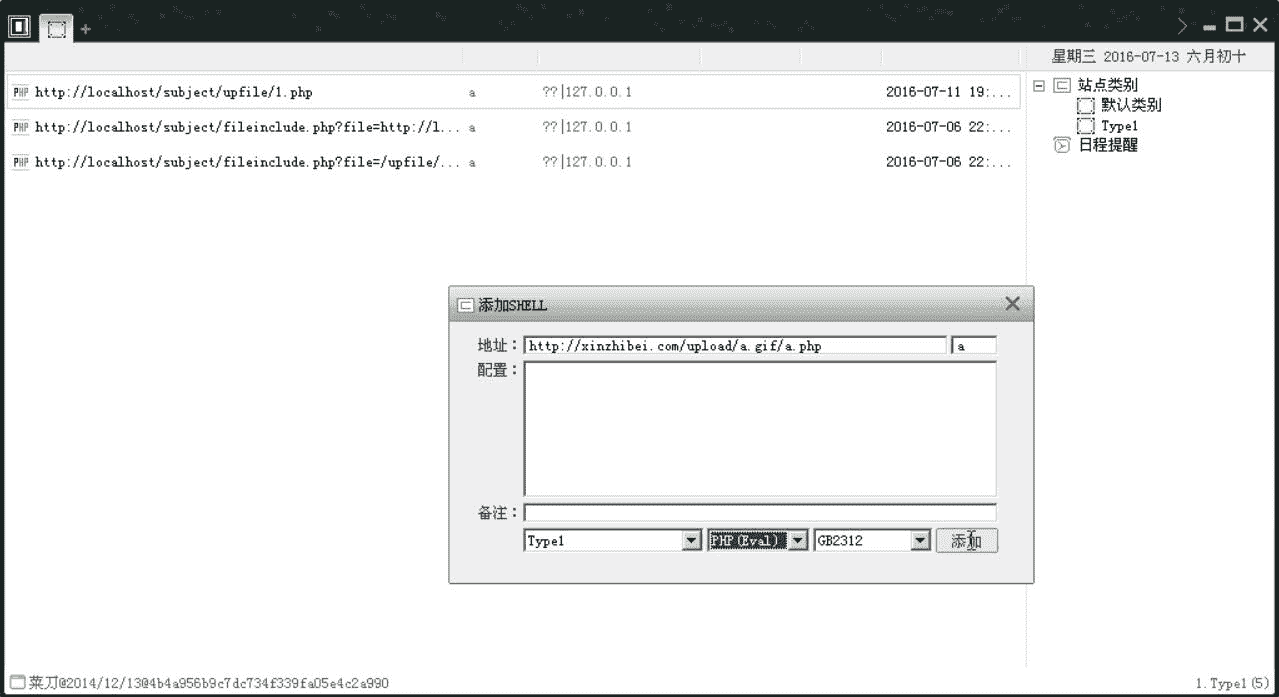 星期三 2016-07-13 六月初十
PHP http://localhost/subject/upfile/1.php a ??|127.0.0.1 2016-07-11 19:...
PHP http://localhost/subject/fileinclude.php?file=http://l... a ??|127.0.0.1 2016-07-06 22:...
PHP http://localhost/subject/fileinclude.php?file=/upfile/... a ??|127.0.0.1 2016-07-06 22:...
站点类别
默认类别
Type1
日程提醒
添加SHELL
地址: http://xinzhibei.com/upload/a.gif/a.php a
配置:
备注:
Type1 PHP(Eval) GB2312 添加
菜刀@2014/12/13@4b4a956b9c7dc734f339fa05e4c2a990 1.Type1(5)